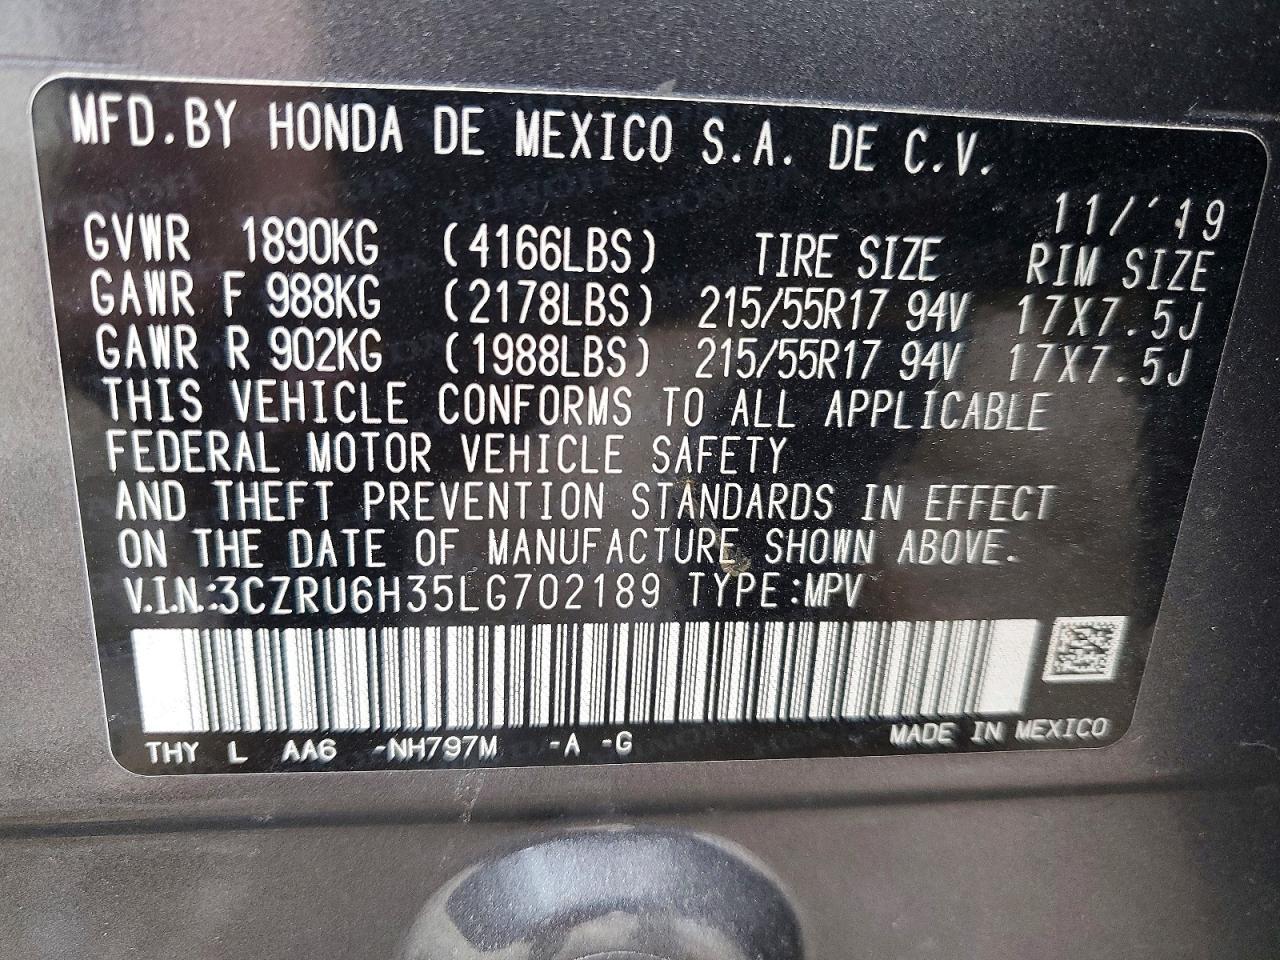 MFD.BY HONDA DE MEXICO S.A. DE C.V.
11/'19
GVWR 1890KG (4166LBS) TIRE SIZE RIM SIZE
GAWR F 988KG (2178LBS) 215/55R17 94V 17X7.5J
GAWR R 902KG (1988LBS) 215/55R17 94V 17X7.5J
THIS VEHICLE CONFORMS TO ALL APPLICABLE
FEDERAL MOTOR VEHICLE SAFETY
AND THEFT PREVENTION STANDARDS IN EFFECT
ON THE DATE OF MANUFACTURE SHOWN ABOVE.
V.I.N.:3CZRU6H35LG702189 TYPE:MPV
THY L AA6 -NH797M -A -G MADE IN MEXICO